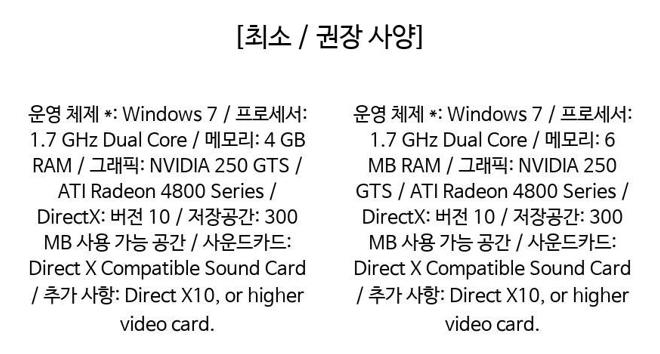 [최소 / 권장 사양]
운영 체제 *: Windows 7 / 프로세서:
1.7 GHz Dual Core / 메모리: 4 GB
RAM / 그래픽: NVIDIA 250 GTS /
ATI Radeon 4800 Series /
DirectX: 버전 10 / 저장공간: 300
MB 사용 가능 공간 / 사운드카드:
Direct X Compatible Sound Card
/ 추가 사항: Direct X10, or higher
video card.
운영 체제 *: Windows 7 / 프로세서:
1.7 GHz Dual Core / 메모리: 6
MB RAM / 그래픽: NVIDIA 250
GTS / ATI Radeon 4800 Series /
DirectX: 버전 10 / 저장공간: 300
MB 사용 가능 공간 / 사운드카드:
Direct X Compatible Sound Card
/ 추가 사항: Direct X10, or higher
video card.